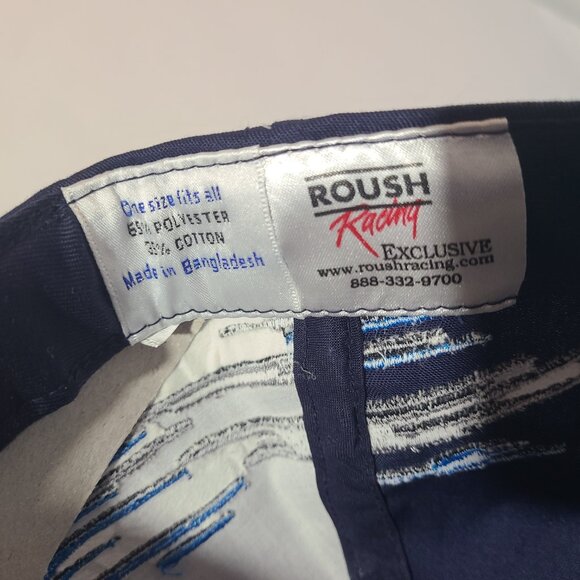 One size fits all
65% POLYESTER
35% COTTON
Made in Bangladesh
ROUSH
Racing
EXCLUSIVE
www.roushracing.com
888-332-9700